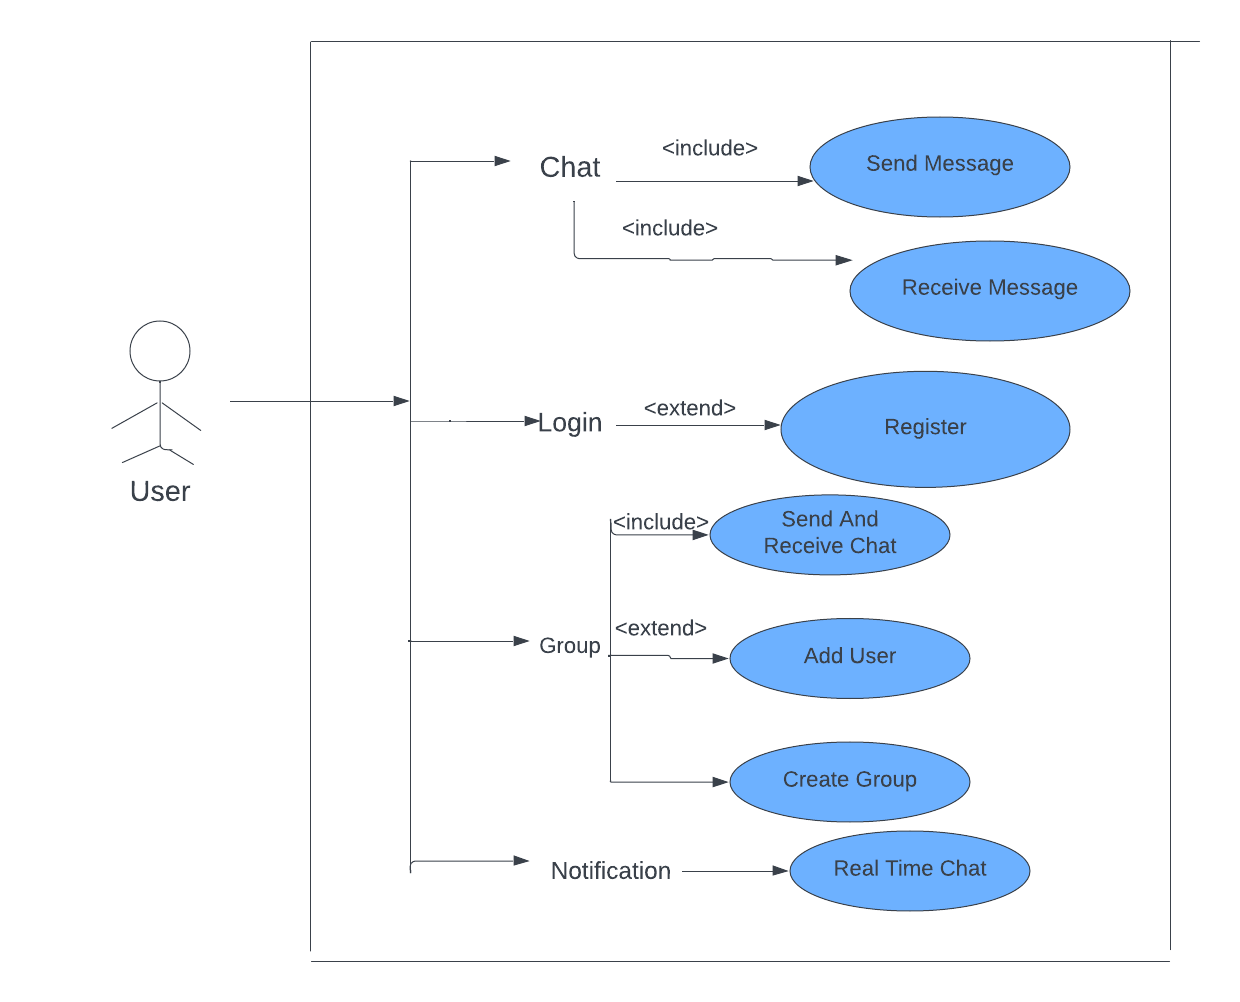 <include>
Chat
Send Message
<include>
Receive Message
<extend>
Login
Register
User
<include>
Send And
Receive Chat
<extend>
Group
Add User
Create Group
Notification
Real Time Chat